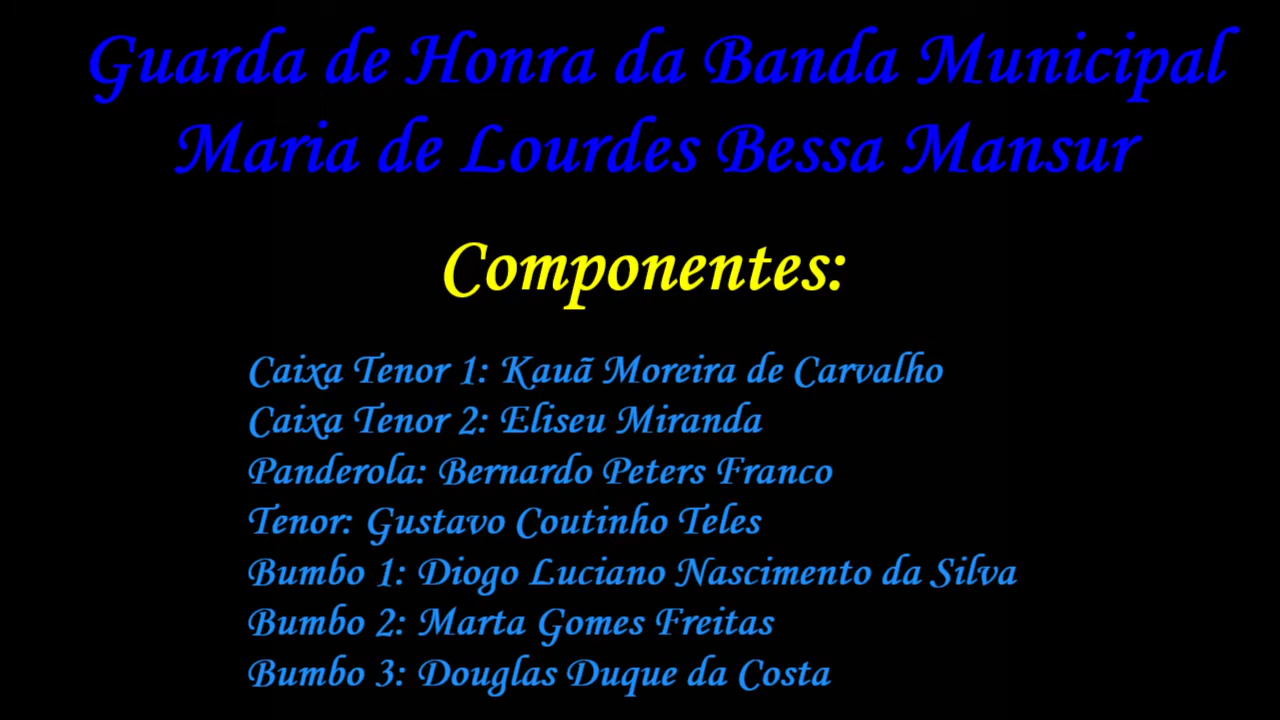 Guarda de Honra da Banda Municipal
Maria de Lourdes Bessa Mansur
Componentes:
Caixa Tenor 1: Kauã Moreira de Carvalho
Caixa Tenor 2: Eliseu Miranda
Panderola: Bernardo Peters Franco
Tenor: Gustavo Coutinho Teles
Bumbo 1: Diogo Luciano Nascimento da Silva
Bumbo 2: Marta Gomes Freitas
Bumbo 3: Douglas Duque da Costa